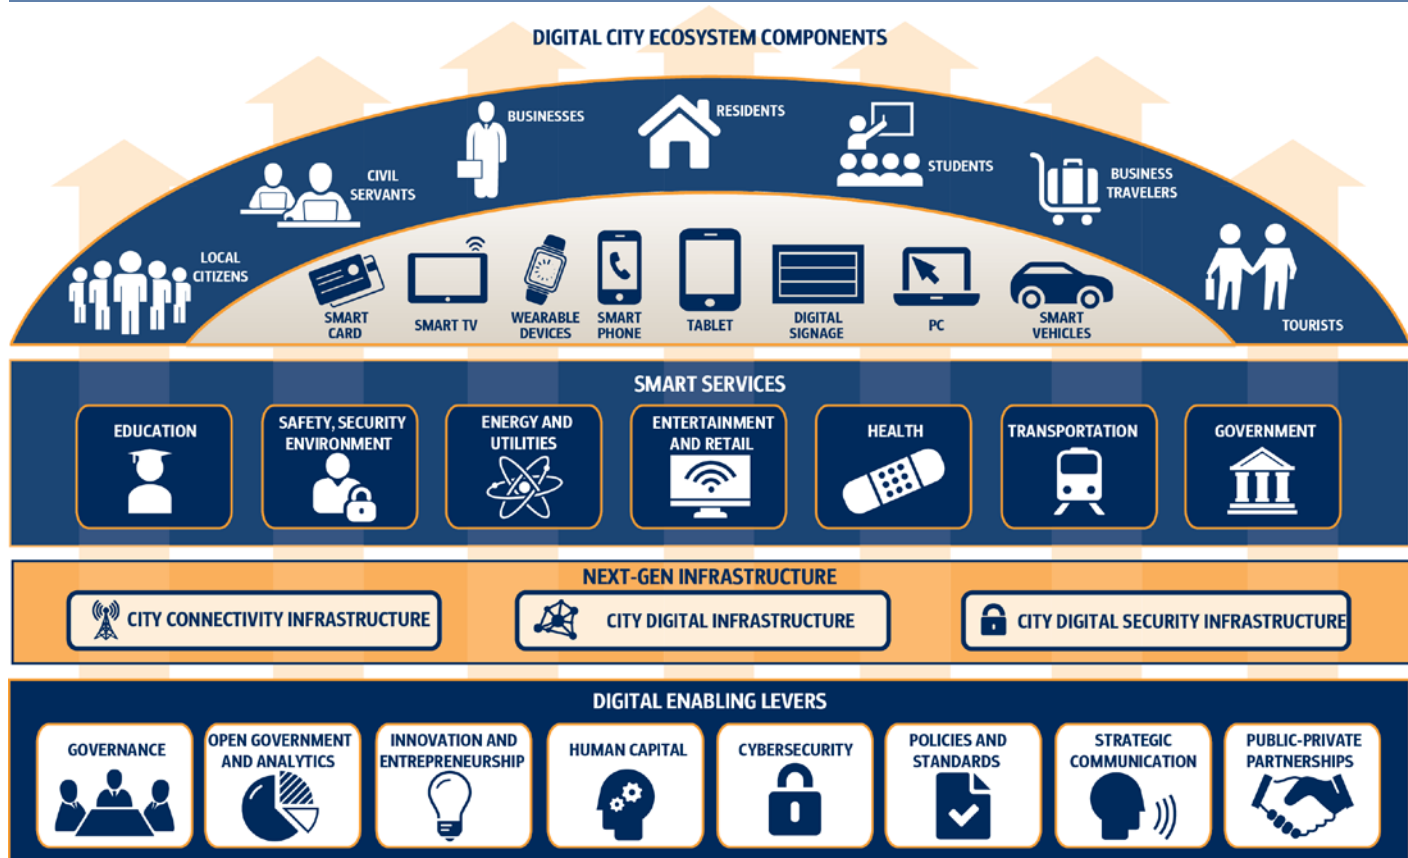 DIGITAL CITY ECOSYSTEM COMPONENTS
BUSINESSES
RESIDENTS
CIVIL
SERVANTS
STUDENTS
BUSINESS
TRAVELERS
LOCAL
CITIZENS
TOURISTS
SMART
CARD
SMART TV
WEARABLE
DEVICES
SMART
PHONE
TABLET
DIGITAL
SIGNAGE
PC
SMART
VEHICLES
SMART SERVICES
EDUCATION
SAFETY, SECURITY
ENVIRONMENT
ENERGY AND
UTILITIES
ENTERTAINMENT
AND RETAIL
HEALTH
TRANSPORTATION
GOVERNMENT
NEXT-GEN INFRASTRUCTURE
CITY CONNECTIVITY INFRASTRUCTURE
CITY DIGITAL INFRASTRUCTURE
CITY DIGITAL SECURITY INFRASTRUCTURE
DIGITAL ENABLING LEVERS
GOVERNANCE
OPEN GOVERNMENT
AND ANALYTICS
INNOVATION AND
ENTREPRENEURSHIP
HUMAN CAPITAL
CYBERSECURITY
POLICIES AND
STANDARDS
STRATEGIC
COMMUNICATION
PUBLIC-PRIVATE
PARTNERSHIPS